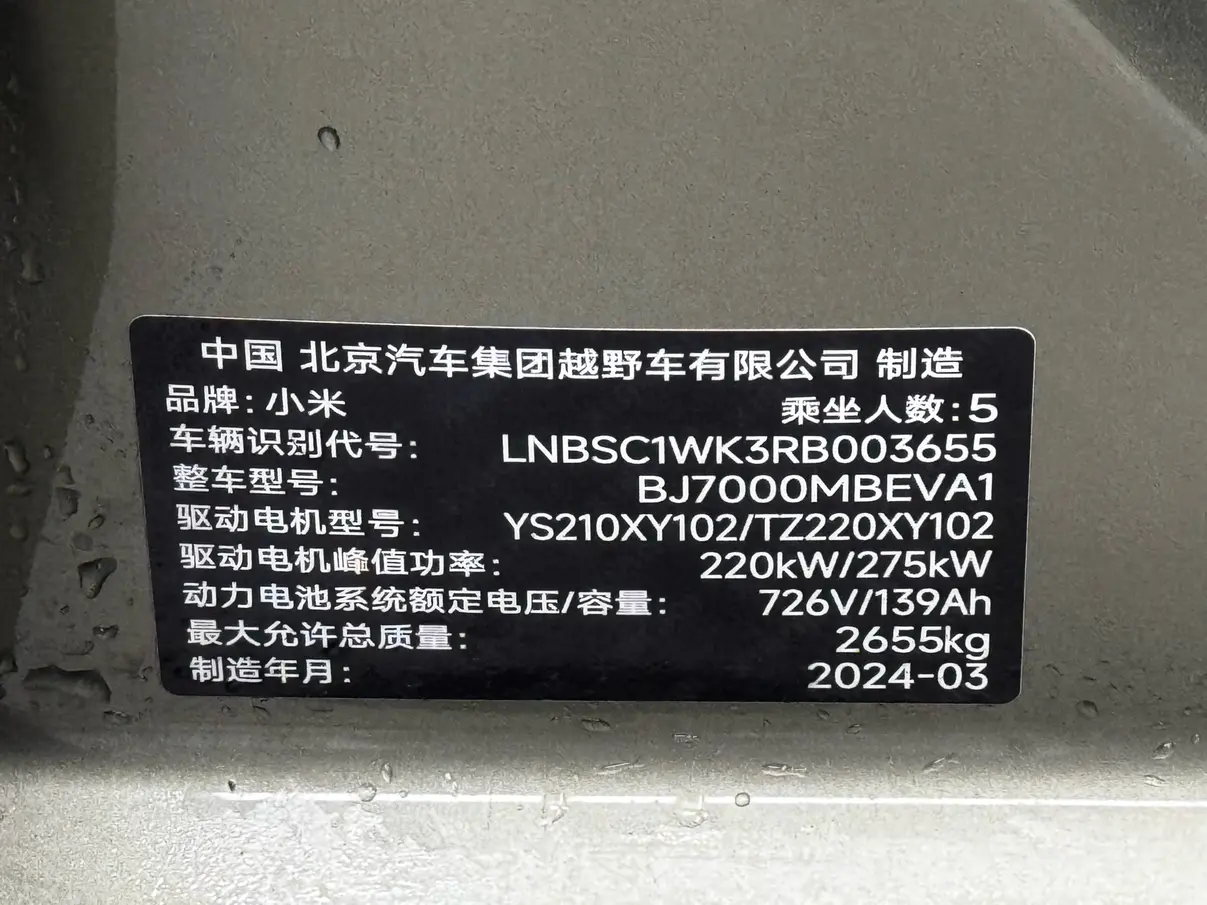 中国 北京汽车集团越野车有限公司 制造
品牌:小米 乘坐人数:5
车辆识别代号: LNBSC1WK3RB003655
整车型号: BJ7000MBEVA1
驱动电机型号: YS210XY102/TZ220XY102
驱动电机峰值功率: 220kW/275kW
动力电池系统额定电压/容量: 726V/139Ah
最大允许总质量: 2655kg
制造年月: 2024-03